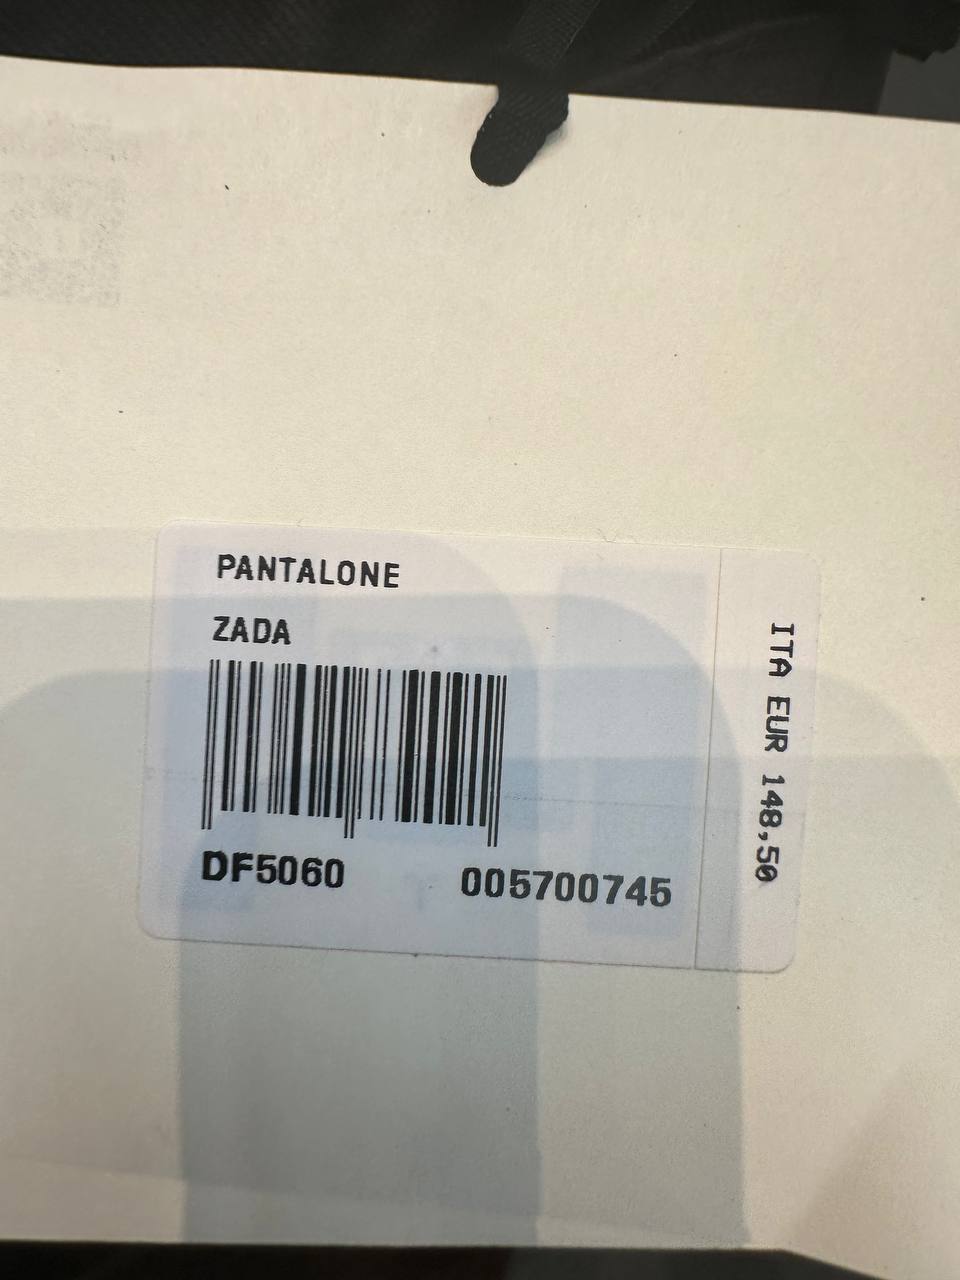 PANTALONE
ZADA
DF5060 005700745
ITA EUR 148,50